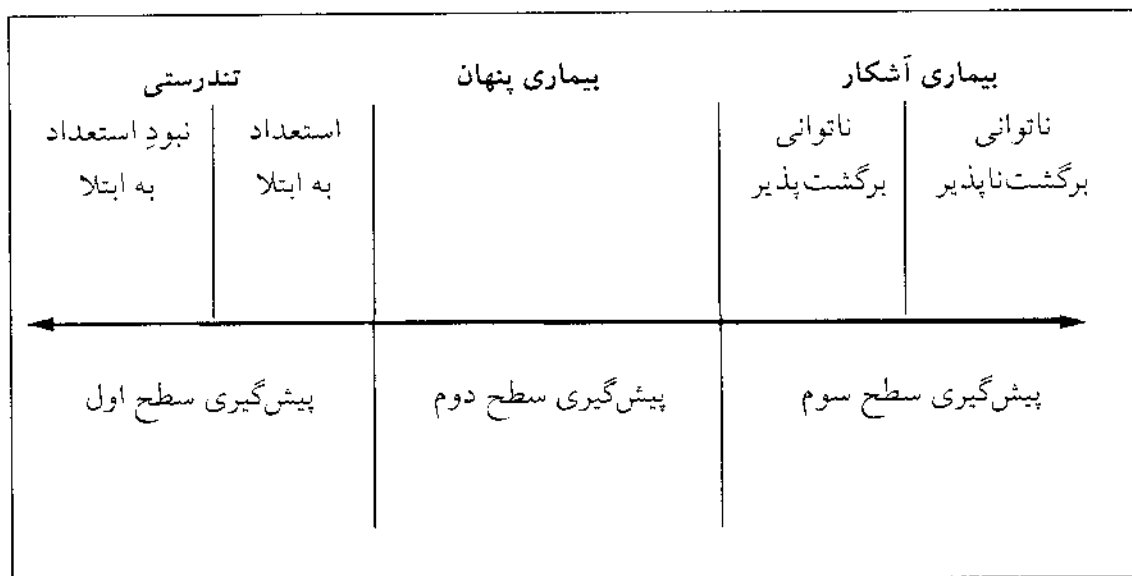 بیماری آشکار
بیماری پنهان
تندرستی
ناتوانی
برگشت‌ناپذیر
ناتوانی
برگشت‌پذیر
استعداد
به ابتلا
نبودِ استعداد
به ابتلا
پیش‌گیری سطح سوم
پیش‌گیری سطح دوم
پیش‌گیری سطح اول